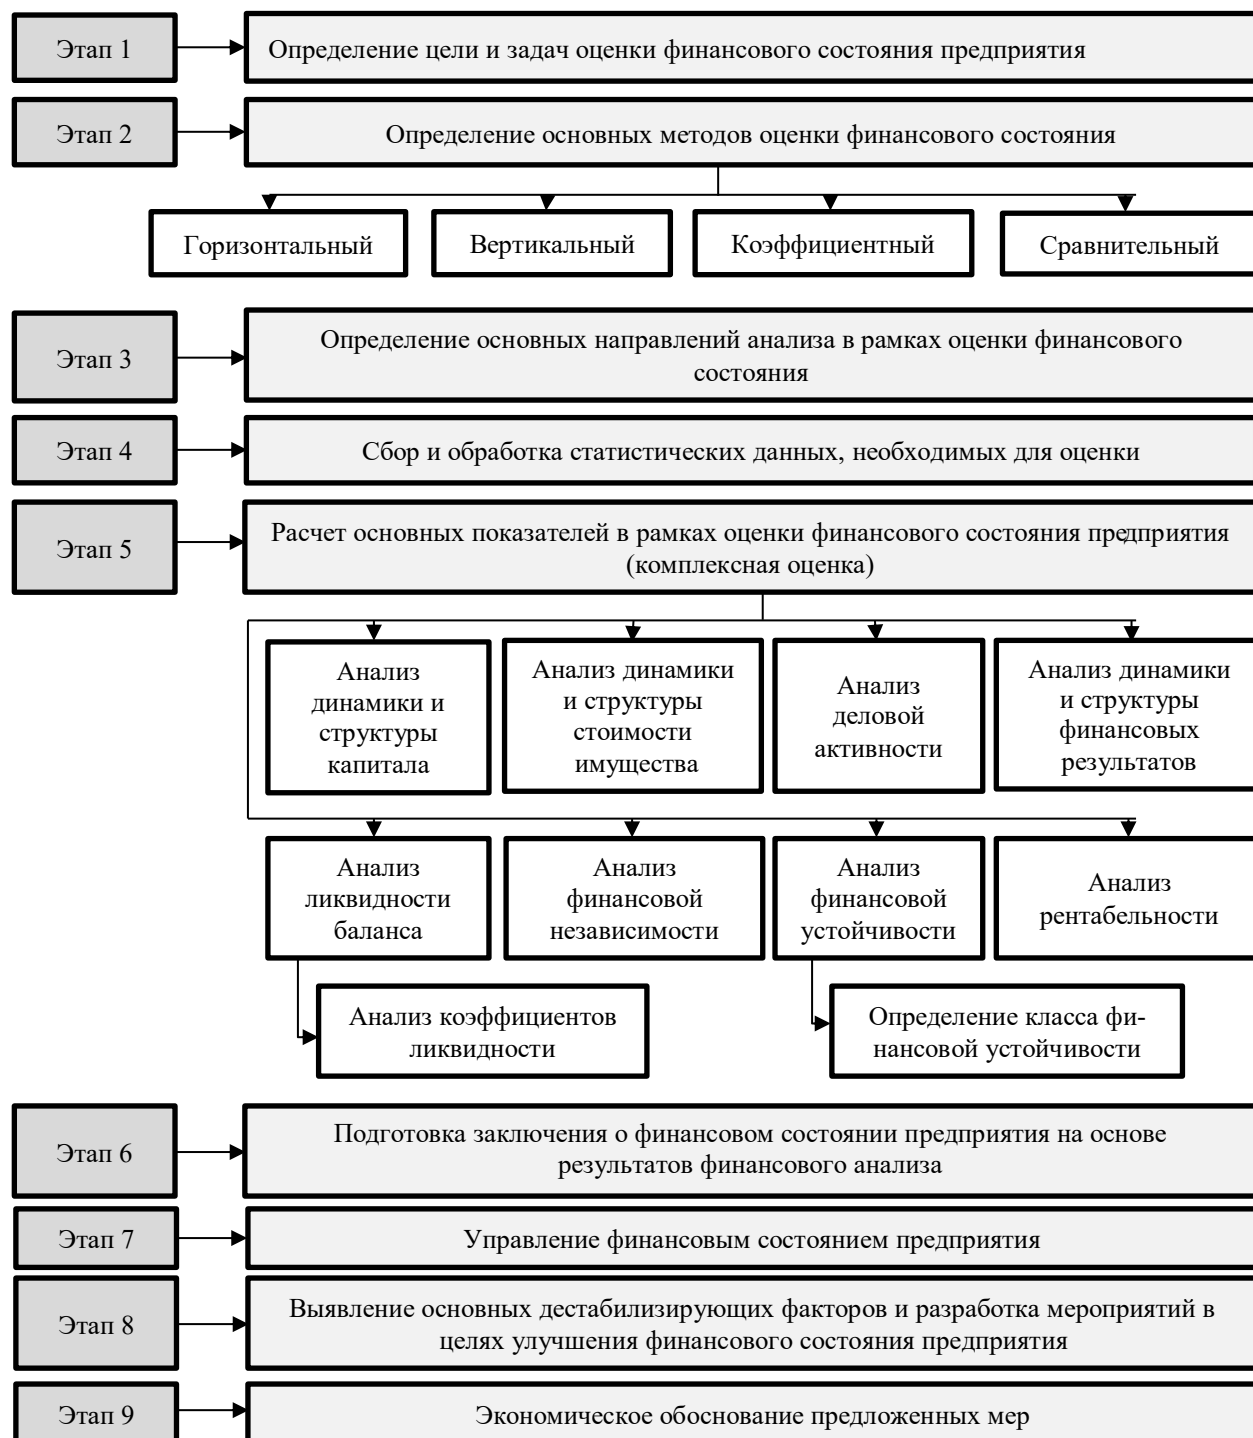 Этап 1
Определение цели и задач оценки финансового состояния предприятия
Этап 2
Определение основных методов оценки финансового состояния
Горизонтальный
Вертикальный
Коэффициентный
Сравнительный
Этап 3
Определение основных направлений анализа в рамках оценки финансового
состояния
Этап 4
Сбор и обработка статистических данных, необходимых для оценки
Этап 5
Расчет основных показателей в рамках оценки финансового состояния предприятия
(комплексная оценка)
Анализ
динамики и
структуры
капитала
Анализ динамики
и структуры
стоимости
имущества
Анализ
деловой
активности
Анализ динамики
и структуры
финансовых
результатов
Анализ
ликвидности
баланса
Анализ
финансовой
независимости
Анализ
финансовой
устойчивости
Анализ
рентабельности
Анализ коэффициентов
ликвидности
Определение класса фи-
нансовой устойчивости
Этап 6
Подготовка заключения о финансовом состоянии предприятия на основе
результатов финансового анализа
Этап 7
Управление финансовым состоянием предприятия
Этап 8
Выявление основных дестабилизирующих факторов и разработка мероприятий в
целях улучшения финансового состояния предприятия
Этап 9
Экономическое обоснование предложенных мер